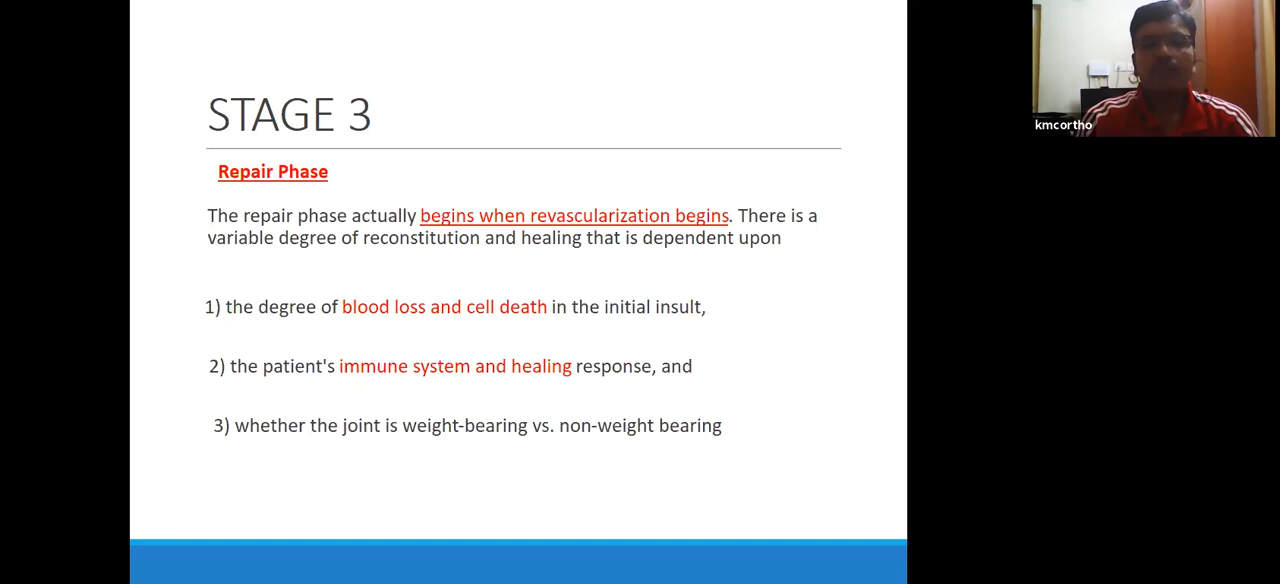 STAGE 3
Repair Phase
The repair phase actually begins when revascularization begins. There is a
variable degree of reconstitution and healing that is dependent upon
1) the degree of blood loss and cell death in the initial insult,
2) the patient's immune system and healing response, and
3) whether the joint is weight-bearing vs. non-weight bearing
kmcortho